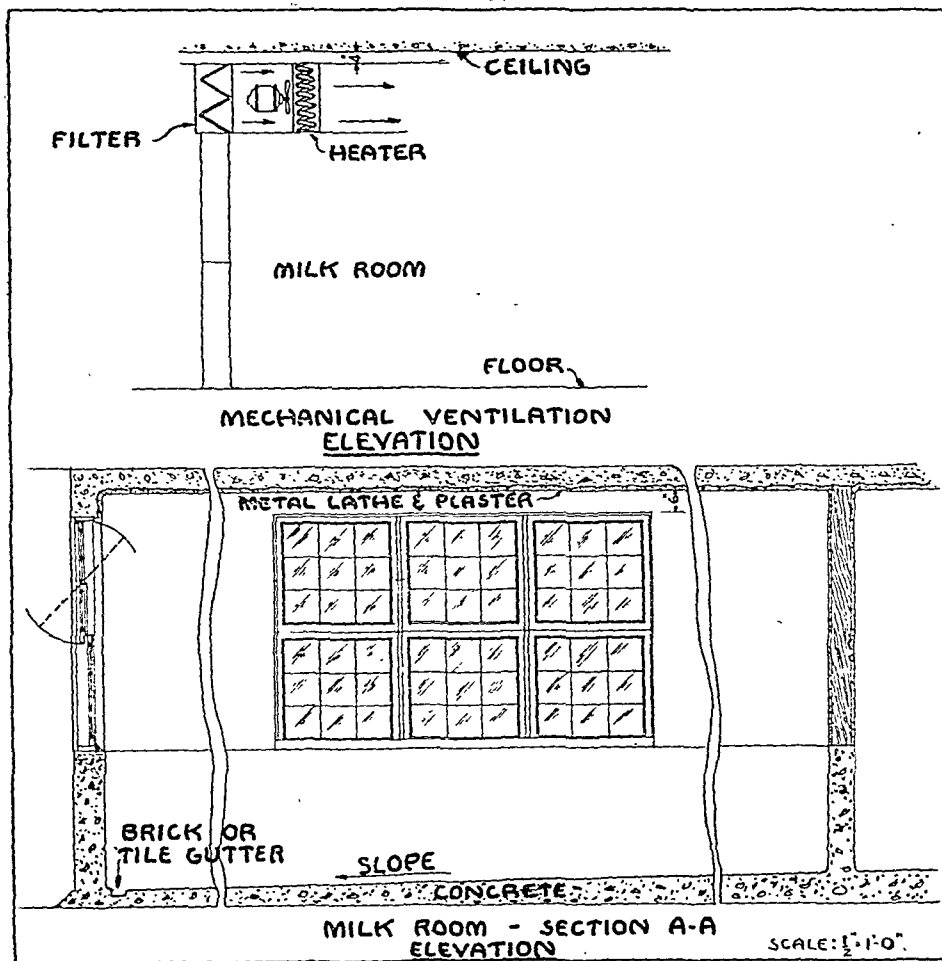 CEILING
FILTER
HEATER
MILK ROOM
FLOOR
MECHANICAL VENTILATION
ELEVATION
METAL LATHE & PLASTER
BRICK OR
TILE GUTTER
SLOPE
CONCRETE
MILK ROOM - SECTION A-A
ELEVATION
SCALE: 1/2"=1'-0".